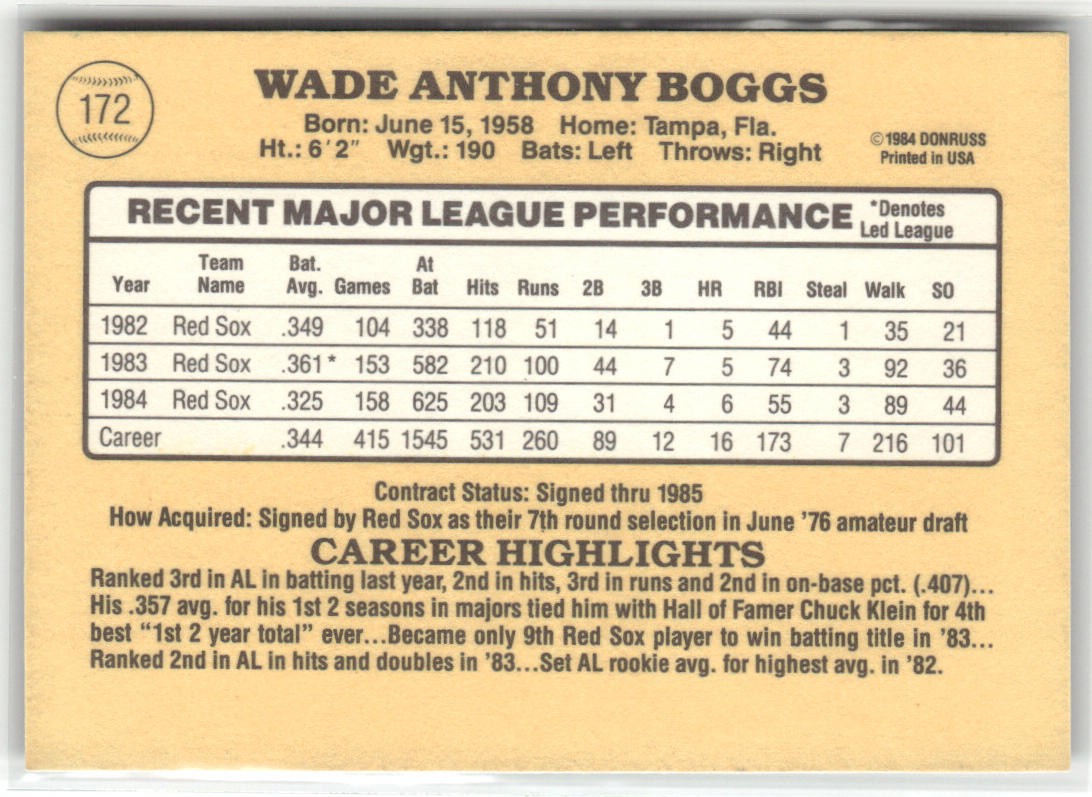 172
WADE ANTHONY BOGGS
Born: June 15, 1958 Home: Tampa, Fla.
Ht.: 6'2" Wgt.: 190 Bats: Left Throws: Right
©1984 DONRUSS
Printed in USA
RECENT MAJOR LEAGUE PERFORMANCE *Denotes Led League
Year Team Name Bat. Avg. Games At Bat Hits Runs 2B 3B HR RBI Steal Walk SO
1982 Red Sox .349 104 338 118 51 14 1 5 44 1 35 21
1983 Red Sox .361* 153 582 210 100 44 7 5 74 3 92 36
1984 Red Sox .325 158 625 203 109 31 4 6 55 3 89 44
Career .344 415 1545 531 260 89 12 16 173 7 216 101
Contract Status: Signed thru 1985
How Acquired: Signed by Red Sox as their 7th round selection in June '76 amateur draft
CAREER HIGHLIGHTS
Ranked 3rd in AL in batting last year, 2nd in hits, 3rd in runs and 2nd in on-base pct. (.407)...
His .357 avg. for his 1st 2 seasons in majors tied him with Hall of Famer Chuck Klein for 4th
best “1st 2 year total” ever...Became only 9th Red Sox player to win batting title in '83...
Ranked 2nd in AL in hits and doubles in '83...Set AL rookie avg. for highest avg. in '82.